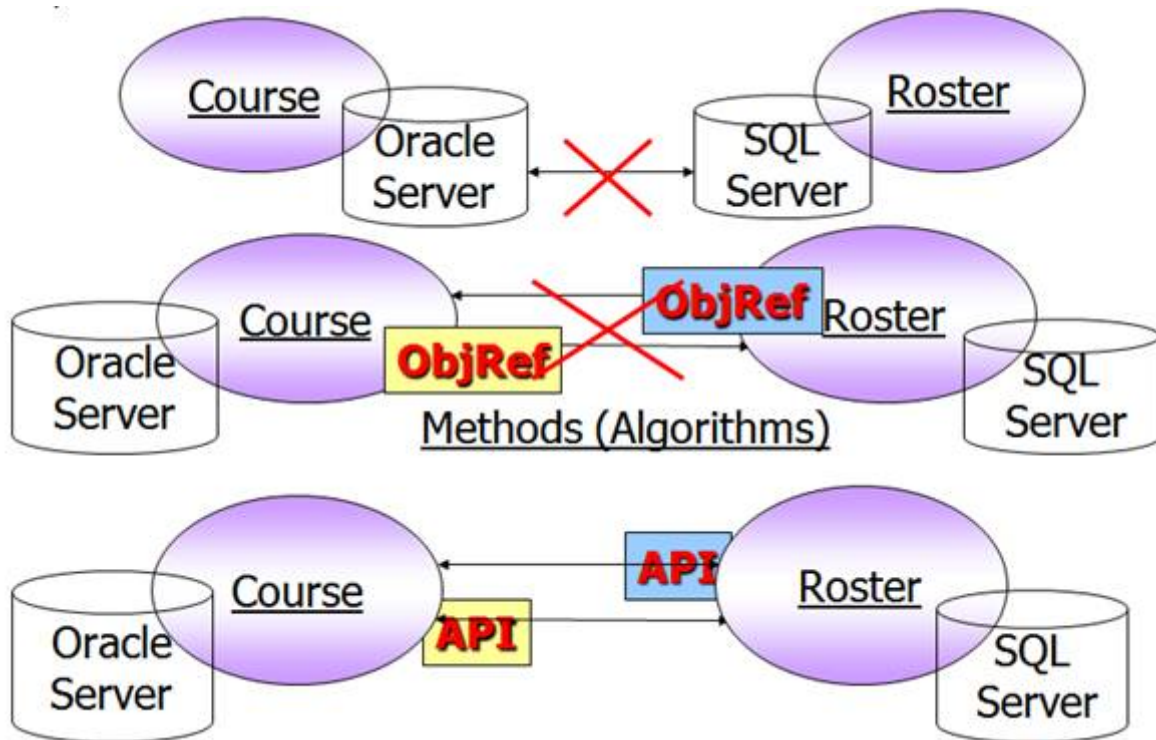 Course
Oracle
Server
SQL
Server
Roster
Oracle
Server
Course
ObjRef
ObjRef
Roster
SQL
Server
Methods (Algorithms)
Oracle
Server
Course
API
API
Roster
SQL
Server